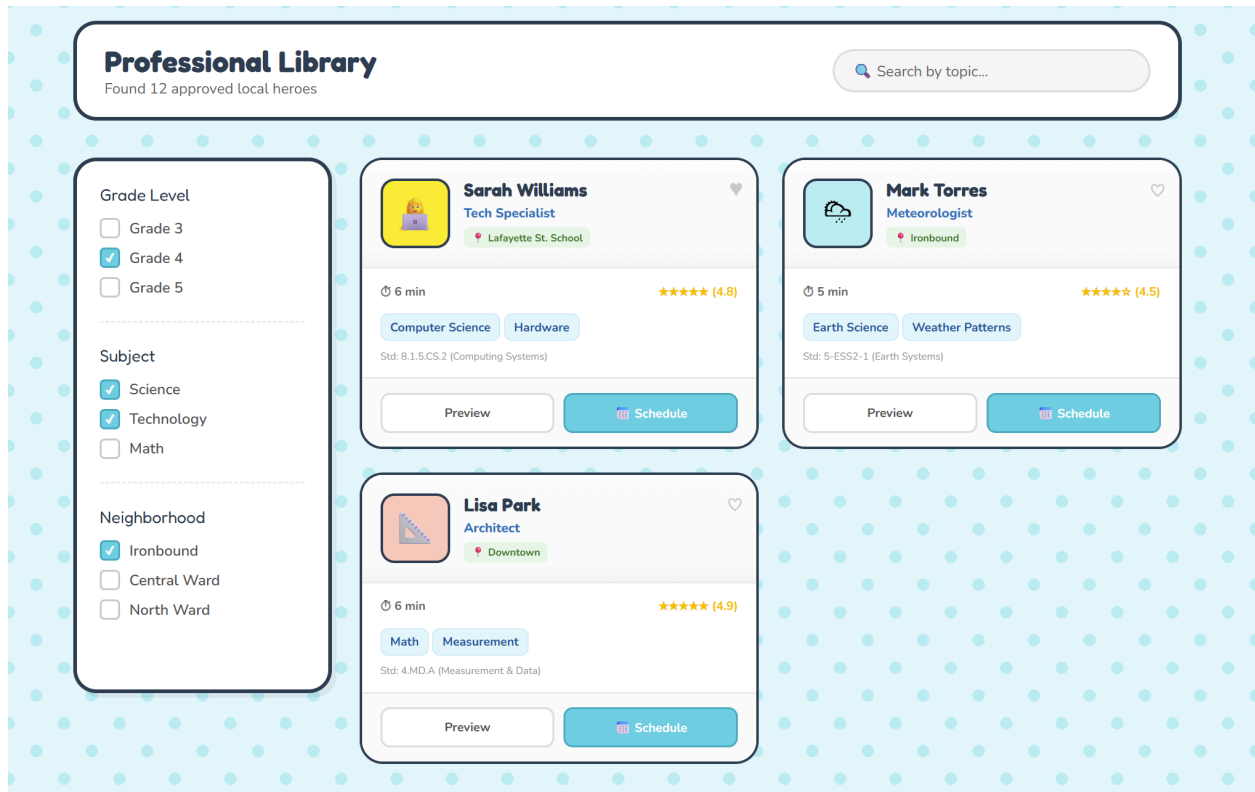 Professional Library
Found 12 approved local heroes
🔍 Search by topic...
Grade Level
Grade 3
Grade 4
Grade 5
Subject
Science
Technology
Math
Neighborhood
Ironbound
Central Ward
North Ward
Sarah Williams
Tech Specialist
📍 Lafayette St. School
⏱ 6 min
★★★★★ (4.8)
Computer Science
Hardware
Std: 8.1.5.CS.2 (Computing Systems)
Preview
📅 Schedule
Mark Torres
Meteorologist
📍 Ironbound
⏱ 5 min
★★★★☆ (4.5)
Earth Science
Weather Patterns
Std: 5-ESS2-1 (Earth Systems)
Preview
📅 Schedule
Lisa Park
Architect
📍 Downtown
⏱ 6 min
★★★★★ (4.9)
Math
Measurement
Std: 4.MD.A (Measurement & Data)
Preview
📅 Schedule